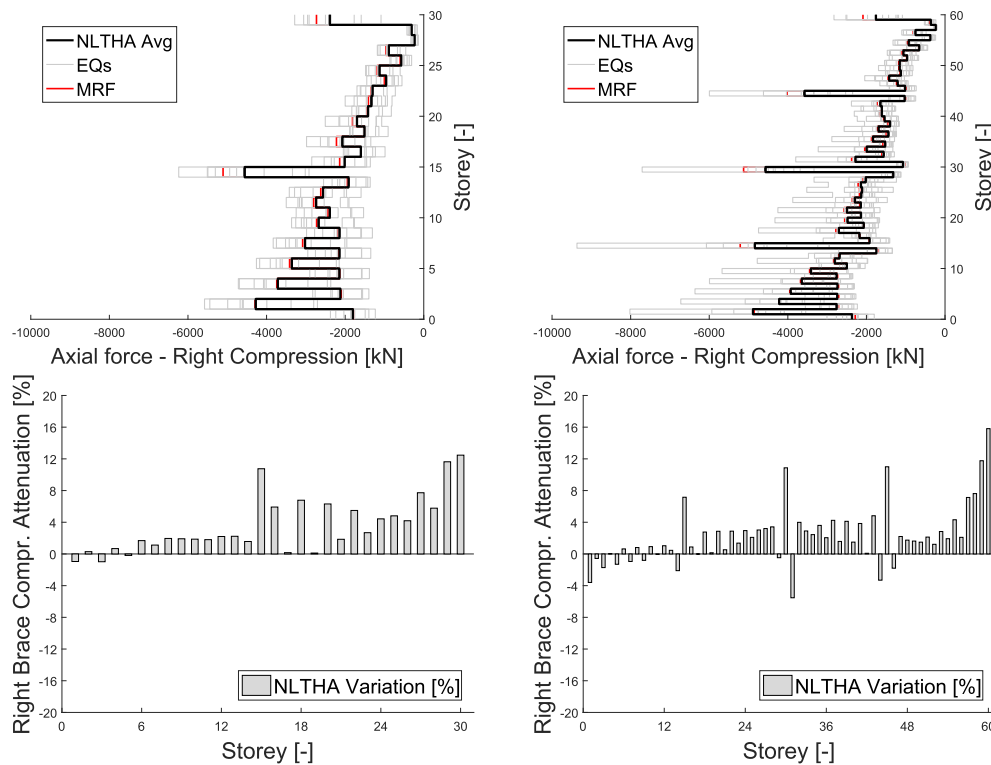 NLTHA Avg
EQs
MRF
30
25
20
15
10
5
0
Storey [-]
-10000 -8000 -6000 -4000 -2000 0
Axial force - Right Compression [kN]
NLTHA Avg
EQs
MRF
60
50
40
30
20
10
0
Storey [-]
-10000 -8000 -6000 -4000 -2000 0
Axial force - Right Compression [kN]
Right Brace Compr. Attenuation [%]
20
16
12
8
4
0
-4
-8
-12
-16
-20
NLTHA Variation [%]
0 6 12 18 24 30
Storey [-]
Right Brace Compr. Attenuation [%]
20
16
12
8
4
0
-4
-8
-12
-16
-20
NLTHA Variation [%]
0 12 24 36 48 60
Storey [-]